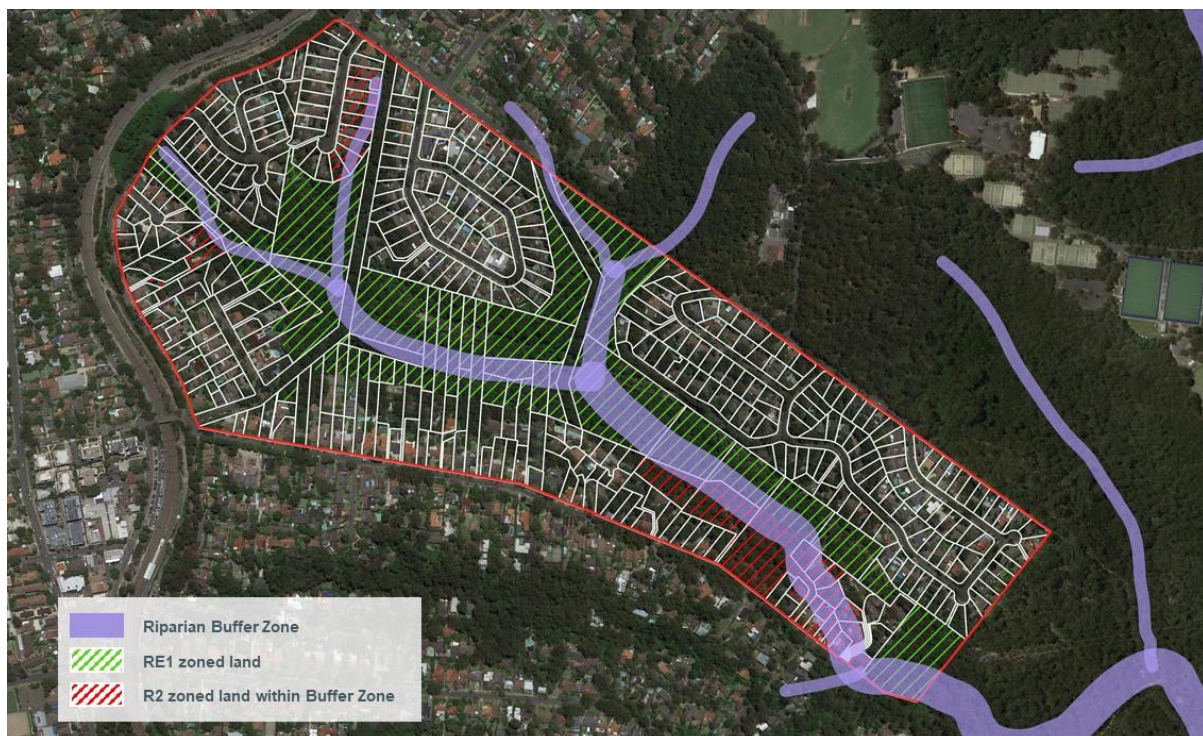 Riparian Buffer Zone
RE1 zoned land
R2 zoned land within Buffer Zone